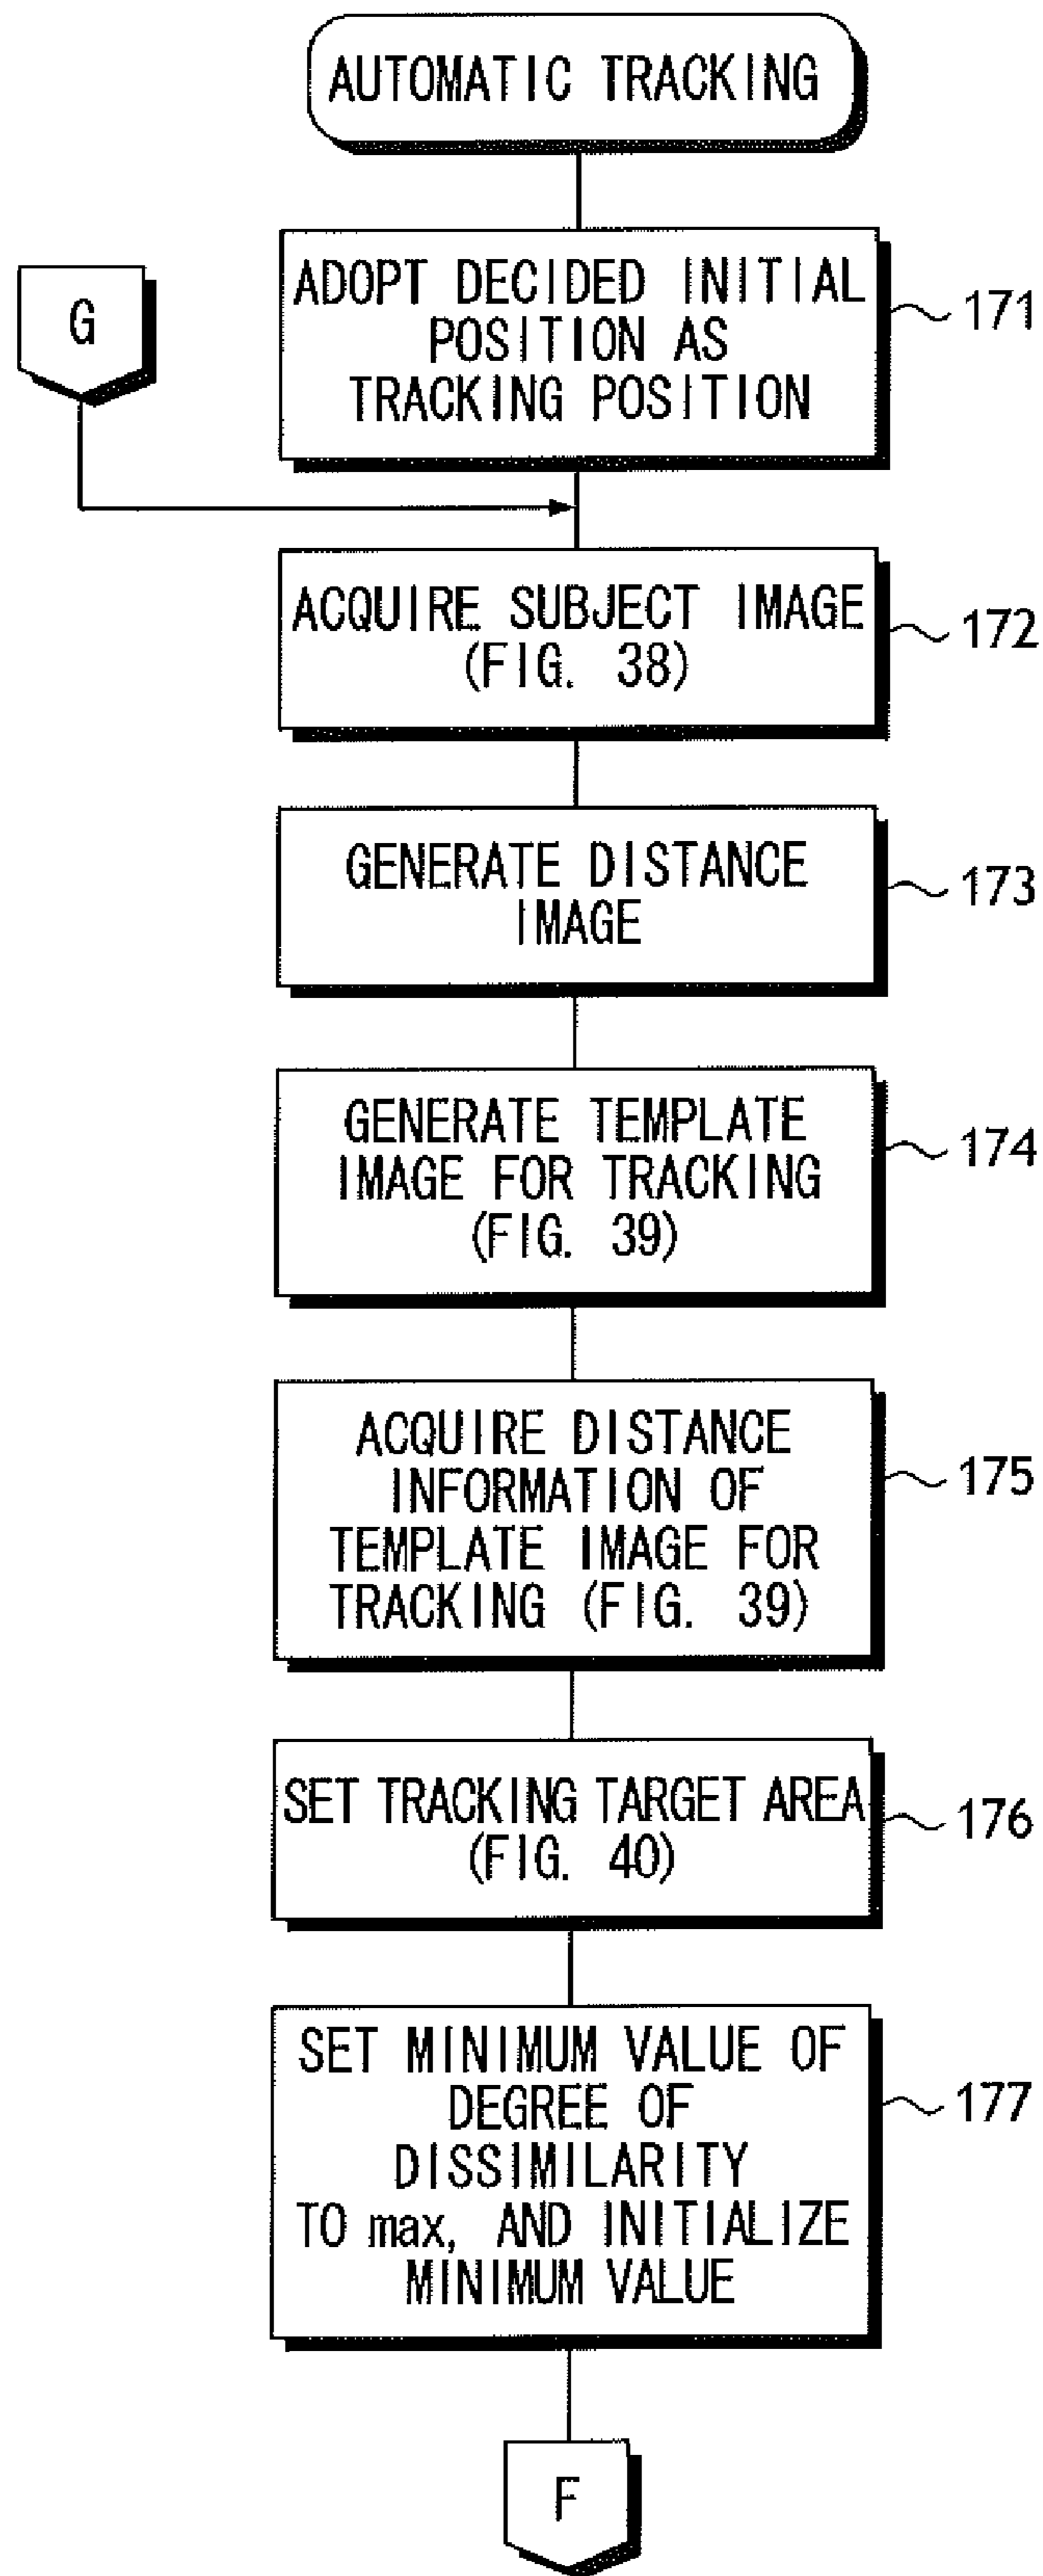 AUTOMATIC TRACKING
ADOPT DECIDED INITIAL
POSITION AS
TRACKING POSITION
171
G
ACQUIRE SUBJECT IMAGE
(FIG. 38)
172
GENERATE DISTANCE
IMAGE
173
GENERATE TEMPLATE
IMAGE FOR TRACKING
(FIG. 39)
174
ACQUIRE DISTANCE
INFORMATION OF
TEMPLATE IMAGE FOR
TRACKING (FIG. 39)
175
SET TRACKING TARGET AREA
(FIG. 40)
176
SET MINIMUM VALUE OF
DEGREE OF
DISSIMILARITY
TO max, AND INITIALIZE
MINIMUM VALUE
177
F